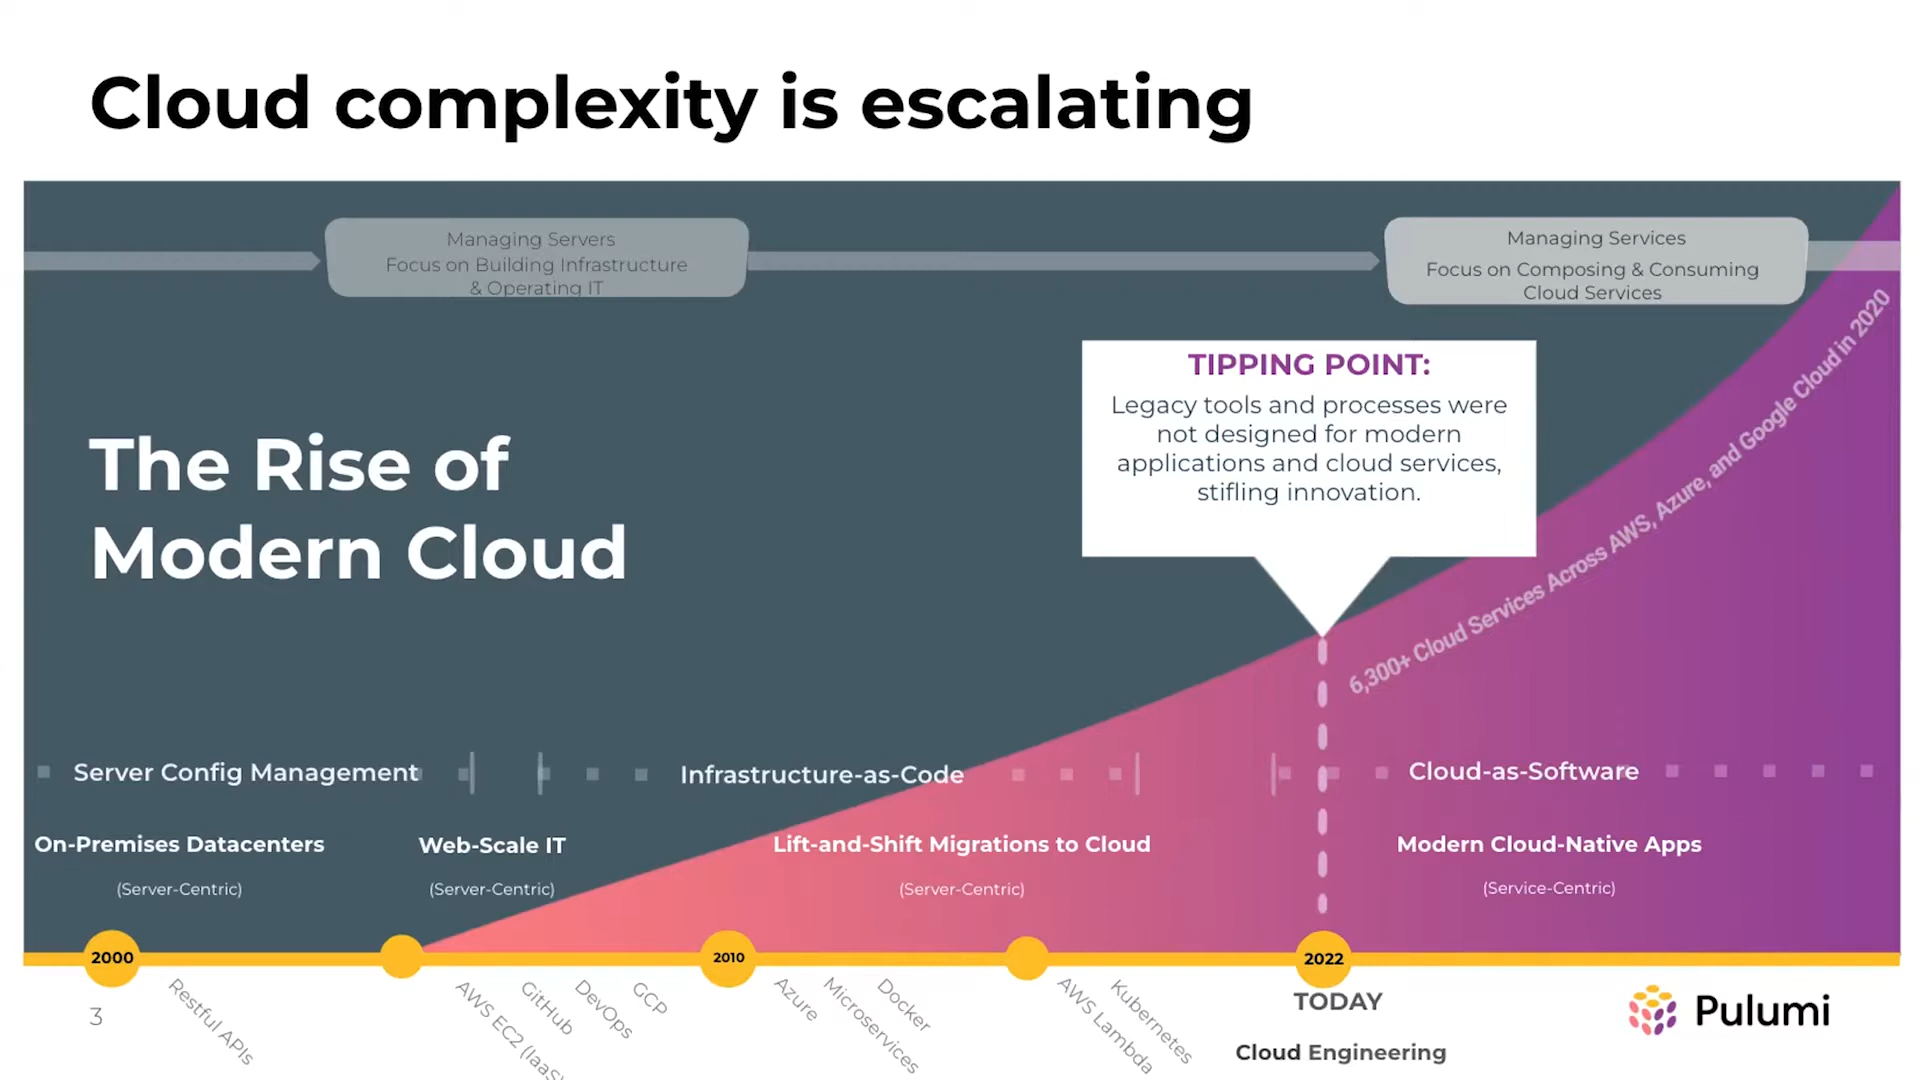 Cloud complexity is escalating
Managing Servers
Focus on Building Infrastructure
& Operating IT
Managing Services
Focus on Composing & Consuming
Cloud Services
TIPPING POINT:
Legacy tools and processes were
not designed for modern
applications and cloud services,
stifling innovation.
The Rise of
Modern Cloud
6,300+ Cloud Services Across AWS, Azure, and Google Cloud in 2020
Server Config Management
Infrastructure-as-Code
Cloud-as-Software
On-Premises Datacenters
(Server-Centric)
Web-Scale IT
(Server-Centric)
Lift-and-Shift Migrations to Cloud
(Server-Centric)
Modern Cloud-Native Apps
(Service-Centric)
2000
2010
2022
Restful APIs
AWS EC2 (IaaS)
GitHub
DevOps
GCP
Azure
Microservices
Docker
AWS Lambda
Kubernetes
TODAY
Cloud Engineering
3
Pulumi